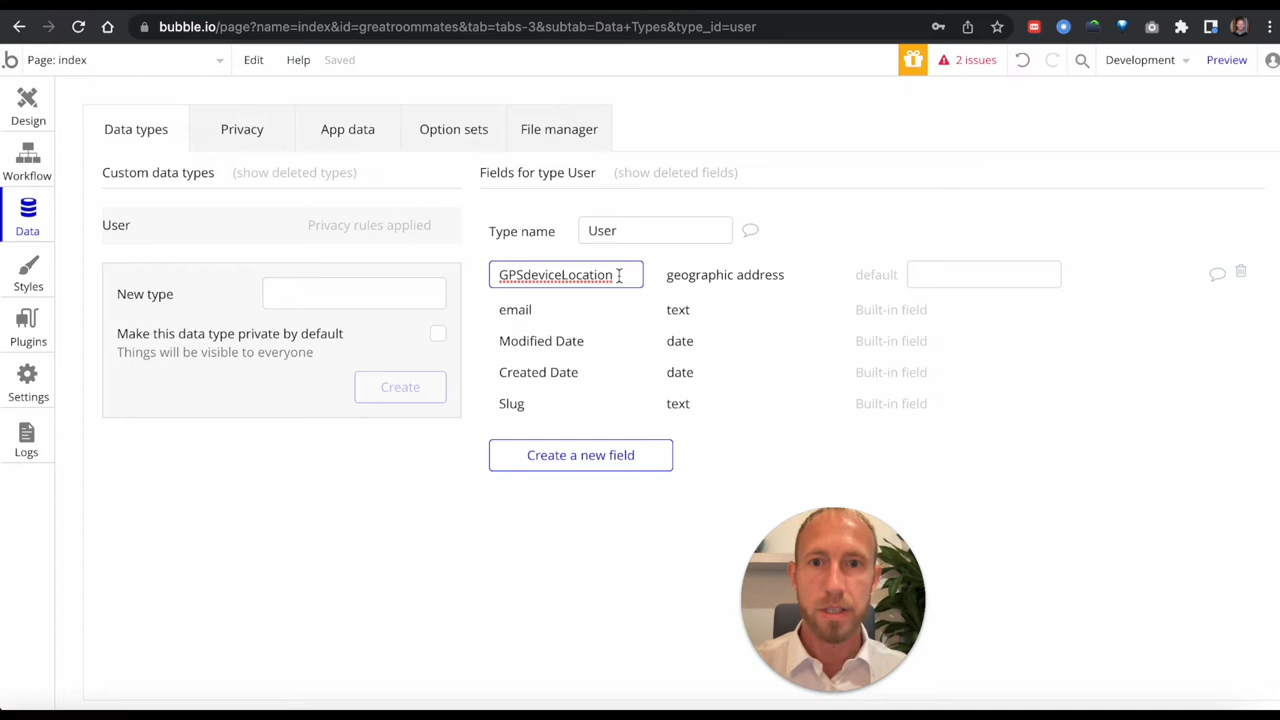 bubble.io/page?name=index&id=greatroommates&tab=tabs-3&subtab=Data+Types&type_id=user
b Page: index Edit Help Saved 2 issues Development Preview
Design
Workflow
Data
Styles
Plugins
Settings
Logs
Data types Privacy App data Option sets File manager
Custom data types (show deleted types)
User Privacy rules applied
New type
Make this data type private by default
Things will be visible to everyone
Create
Fields for type User (show deleted fields)
Type name User
GPSdeviceLocation geographic address default
email text Built-in field
Modified Date date Built-in field
Created Date date Built-in field
Slug text Built-in field
Create a new field